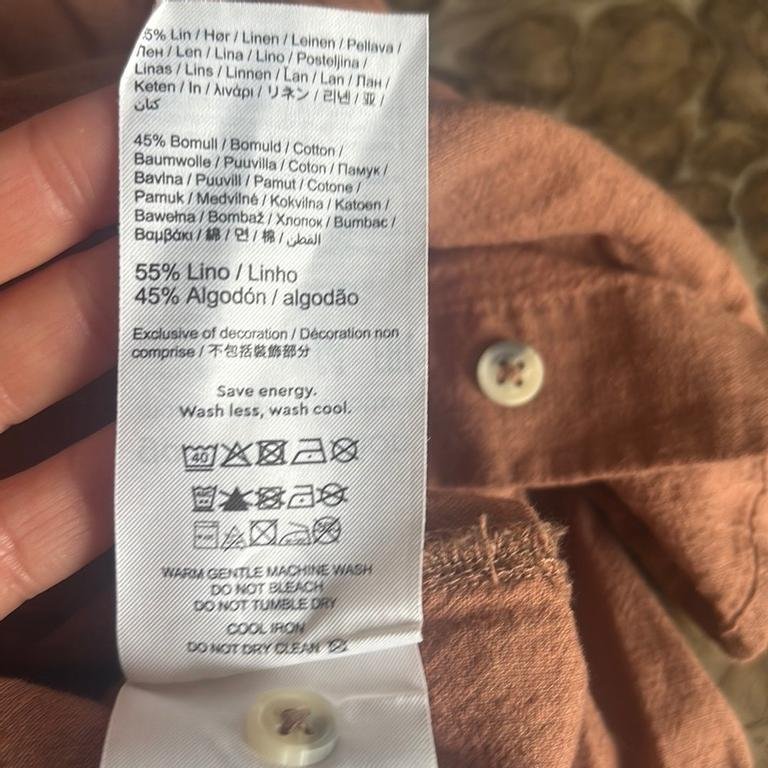 5% Lin / Hør / Linen / Leinen / Pellava /
Лен / Len / Lina / Lino / Posteljina /
Linas / Lins / Linnen / Lan / Lan / Лан /
Keten / In / λινάρι / リネン / 리넨 / 亚 /
كتان
45% Bomull / Bomuld / Cotton /
Baumwolle / Puuvilla / Coton / Памук /
Bavlna / Puuvill / Pamut / Cotone /
Pamuk / Medvilnė / Kokvilna / Katoen /
Bawełna / Bombaž / Хлопок / Bumbac /
Βαμβάκι / 綿 / 면 / 棉 / القطن
55% Lino / Linho
45% Algodón / algodão
Exclusive of decoration / Décoration non
comprise / 不包括裝飾部分
Save energy.
Wash less, wash cool.
40
WARM GENTLE MACHINE WASH
DO NOT BLEACH
DO NOT TUMBLE DRY
COOL IRON
DO NOT DRY CLEAN